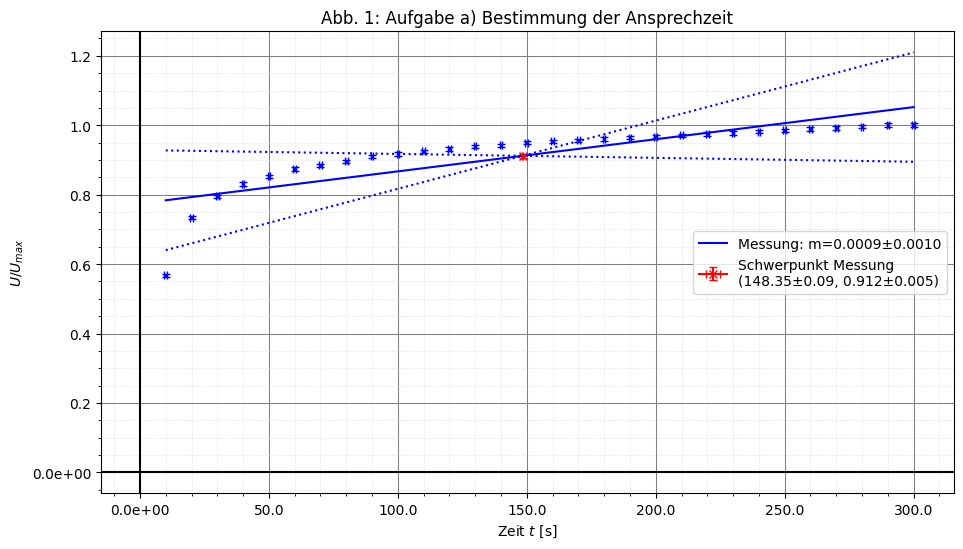 Abb. 1: Aufgabe a) Bestimmung der Ansprechzeit
1.2
1.0
0.8
0.6
0.4
0.2
0.0e+00
U/U_max
Messung: m=0.0009±0.0010
Schwerpunkt Messung
(148.35±0.09, 0.912±0.005)
0.0e+00 50.0 100.0 150.0 200.0 250.0 300.0
Zeit t [s]